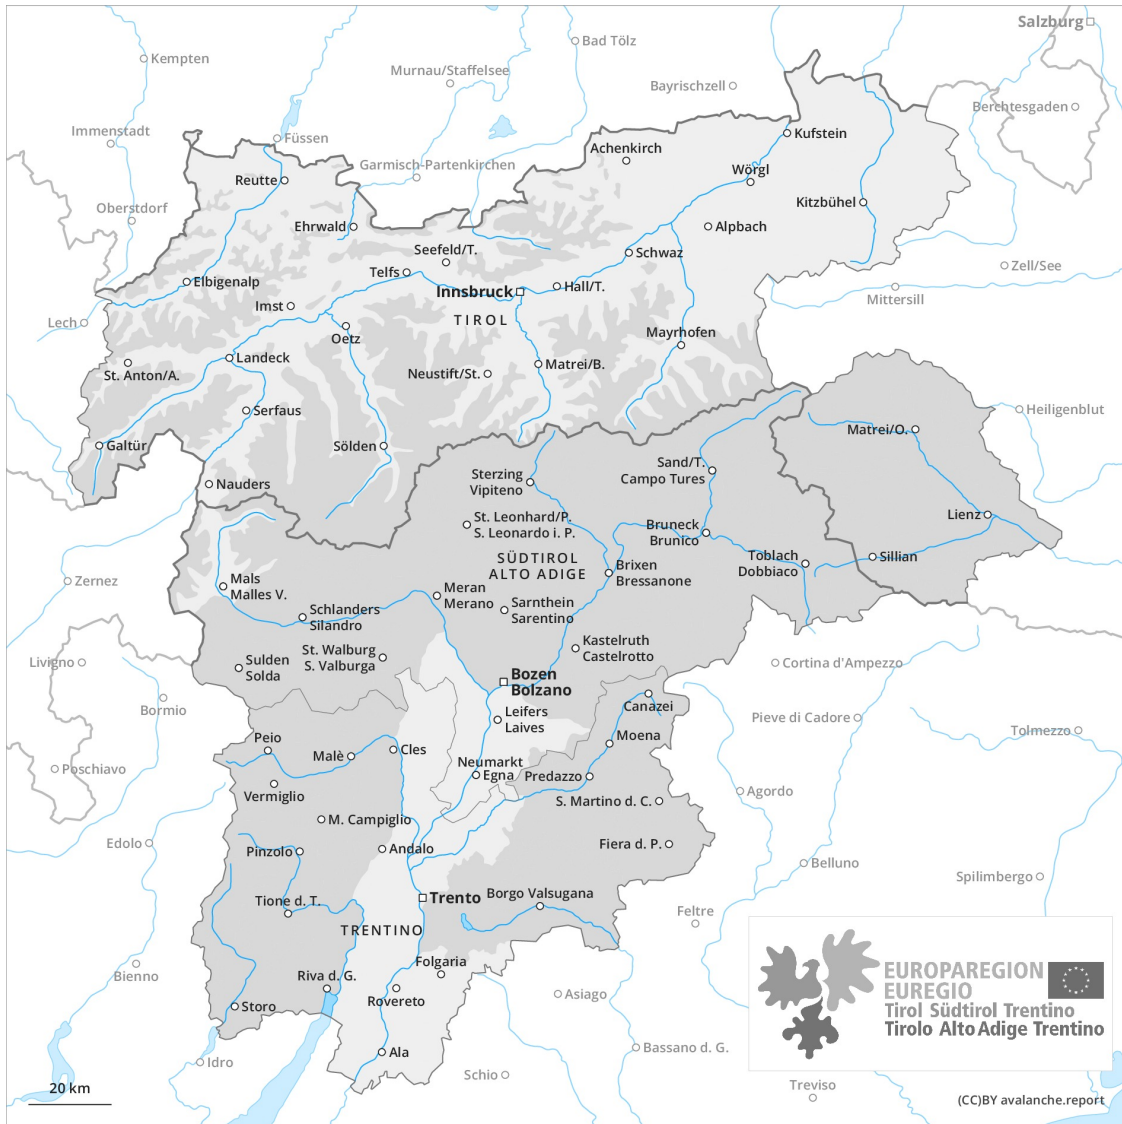 Salzburg
Bad Tölz
Kempten
Murnau/Staffelsee
Bayrischzell
Berchtesgaden
Immenstadt
Füssen
Kufstein
Achenkirch
Garmisch-Partenkirchen
Wörgl
Reutte
Oberstdorf
Kitzbühel
Ehrwald
Alpbach
Seefeld/T.
Schwaz
Zell/See
Telfs
Elbigenalp
Hall/T.
Innsbruck
Mittersill
Imst
TIROL
Lech
Oetz
Mayrhofen
Landeck
Matrei/B.
St. Anton/A.
Neustift/St.
Serfaus
Heiligenblut
Matrei/O.
Galtür
Sölden
Sand/T.
Campo Tures
Sterzing
Vipiteno
Nauders
Lienz
St. Leonhard/P.
S. Leonardo i. P.
Bruneck
Brunico
SÜDTIROL
ALTO ADIGE
Toblach
Dobbiaco
Sillian
Brixen
Bressanone
Zernez
Mals
Malles V.
Meran
Merano
Sarnthein
Sarentino
Schlanders
Silandro
Kastelruth
Castelrotto
St. Walburg
S. Valburga
Livigno
Sulden
Solda
Cortina d'Ampezzo
Bozen
Bolzano
Bormio
Canazei
Leifers
Laives
Pieve di Cadore
Tolmezzo
Peio
Moena
Malè
Cles
Neumarkt
Egna
Predazzo
Poschiavo
Vermiglio
Agordo
S. Martino d. C.
M. Campiglio
Edolo
Fiera d. P.
Pinzolo
Andalo
Belluno
Spilimbergo
Tione d. T.
Trento
Borgo Valsugana
Feltre
TRENTINO
Folgaria
Bienno
Riva d. G.
Rovereto
Asiago
Storo
EUROPAREGION
EUREGIO
Tirol Südtirol Trentino
Tirolo Alto Adige Trentino
Ala
Bassano d. G.
Idro
Schio
Treviso
20 km
(CC)BY avalanche.report